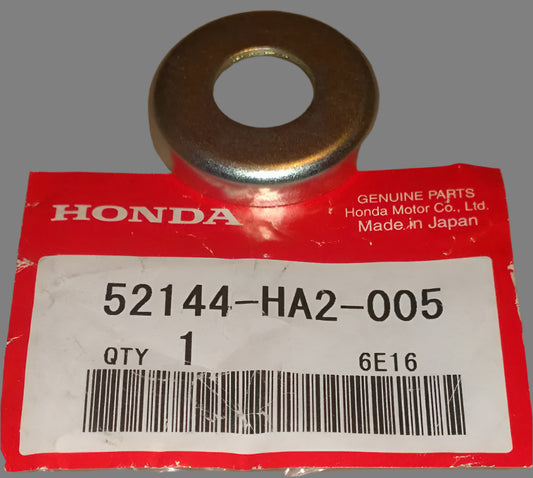 HONDA
GENUINE PARTS
Honda Motor Co., Ltd.
Made in Japan
52144-HA2-005
QTY 1 6E16